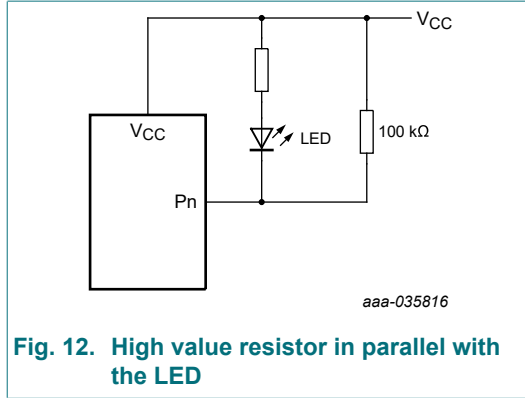 VCC
VCC
LED
100 kΩ
Pn
aaa-035816
Fig. 12. High value resistor in parallel with
the LED